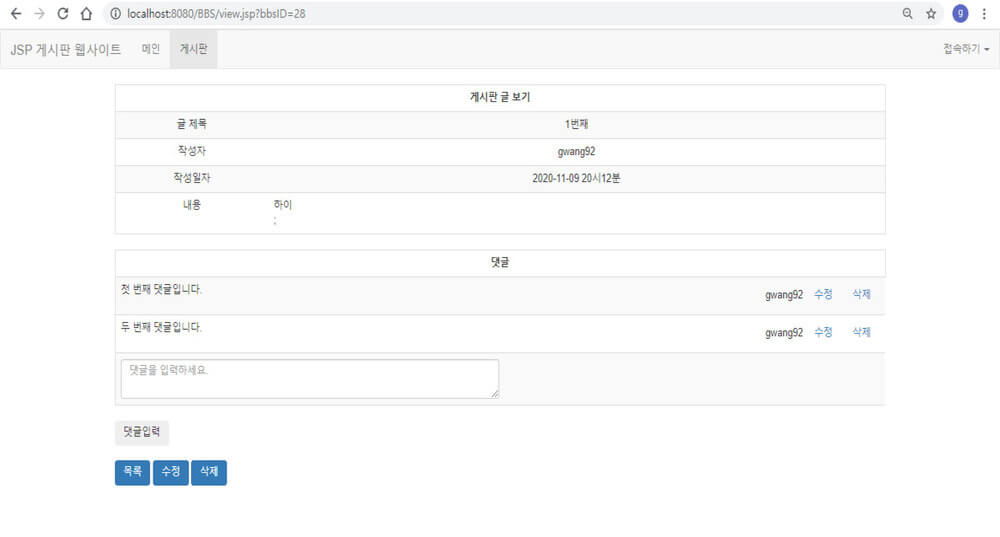 localhost:8080/BBS/view.jsp?bbsID=28
g
JSP 게시판 웹사이트 메인 게시판 접속하기
게시판 글 보기
글 제목 1번째
작성자 gwang92
작성일자 2020-11-09 20시12분
내용 하이
;
댓글
첫 번째 댓글입니다. gwang92 수정 삭제
두 번째 댓글입니다. gwang92 수정 삭제
댓글을 입력하세요.
댓글입력
목록 수정 삭제